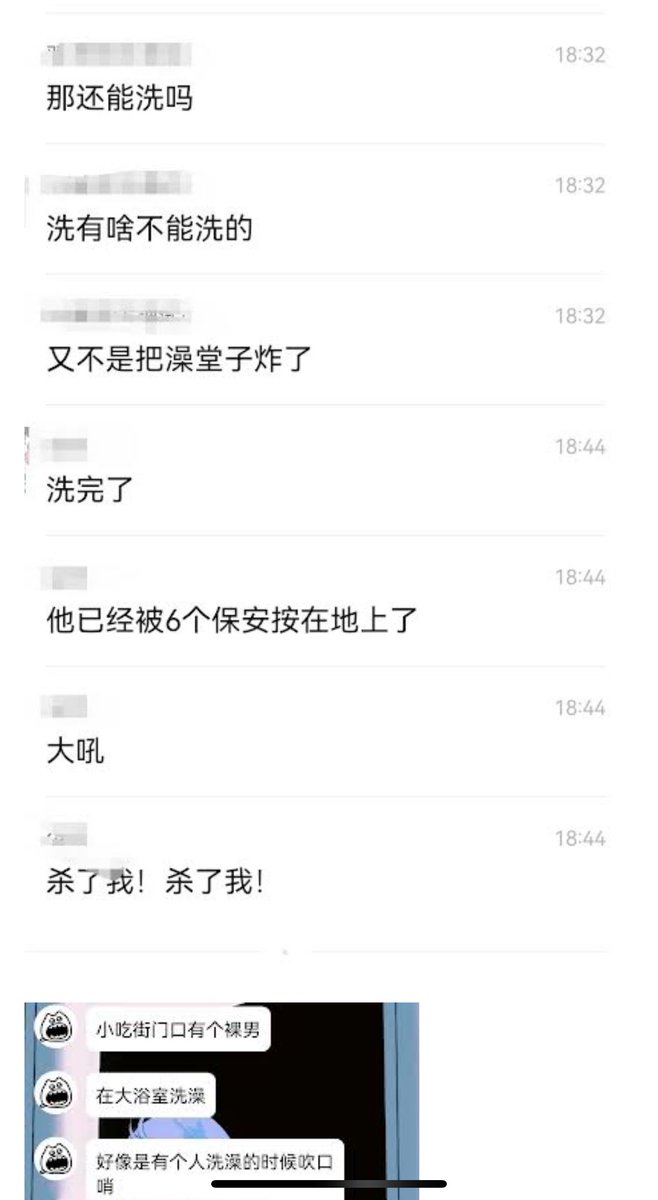 18:32
那还能洗吗
18:32
洗有啥不能洗的
18:32
又不是把澡堂子炸了
18:44
洗完了
18:44
他已经被6个保安按在地上了
18:44
大吼
18:44
杀了我！杀了我！
小吃街门口有个裸男
在大浴室洗澡
好像是有个人洗澡的时候吹口
哨